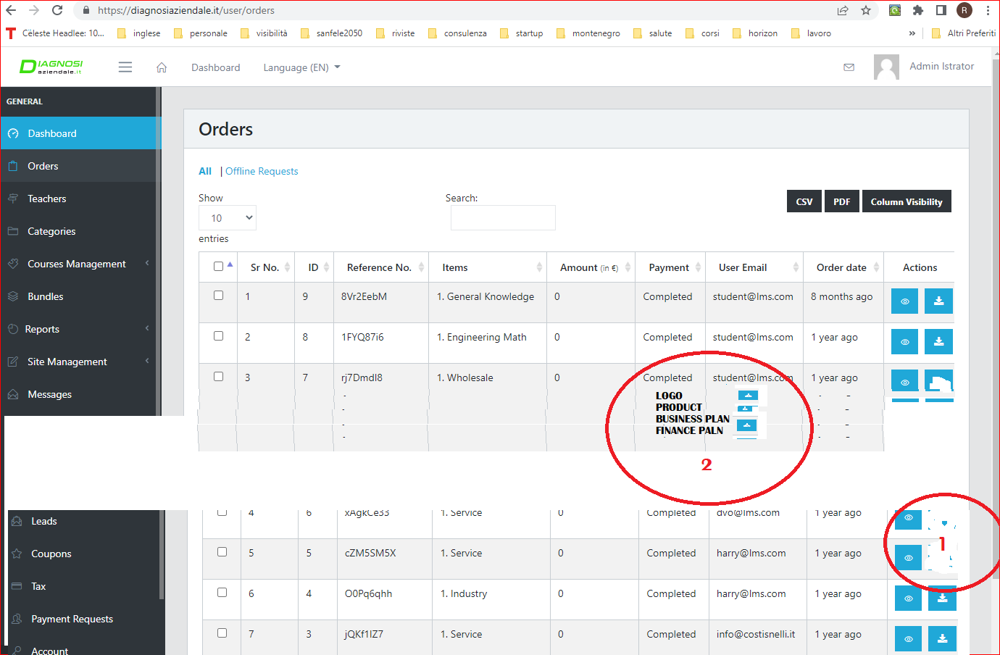 https://diagnosiaziendale.it/user/orders
R
Celeste Headlee: 10... inglese personale visibilità sanfele2050 riviste consulenza startup montenegro salute corsi horizon lavoro » Altri Preferiti
DIAGNOSI
aziendale.it
Dashboard Language (EN) Admin Istrator
GENERAL
Dashboard
Orders
Teachers
Categories
Courses Management
Bundles
Reports
Site Management
Messages
Leads
Coupons
Tax
Payment Requests
Account
Orders
All | Offline Requests
Show
10
entries
Search:
CSV PDF Column Visibility
Sr No. ID Reference No. Items Amount (in €) Payment User Email Order date Actions
1 9 8Vr2EebM 1. General Knowledge 0 Completed student@lms.com 8 months ago
2 8 1FYQ87i6 1. Engineering Math 0 Completed student@lms.com 1 year ago
3 7 rj7DmdI8 1. Wholesale 0 Completed student@lms.com 1 year ago
LOGO
PRODUCT
BUSINESS PLAN
FINANCE PALN
2
4 6 xAgkCe33 1. Service 0 Completed dvo@lms.com 1 year ago
1
5 5 cZM5SM5X 1. Service 0 Completed harry@lms.com 1 year ago
6 4 O0Pq6qhh 1. Industry 0 Completed harry@lms.com 1 year ago
7 3 jQKf1IZ7 1. Service 0 Completed info@costisnelli.it 1 year ago